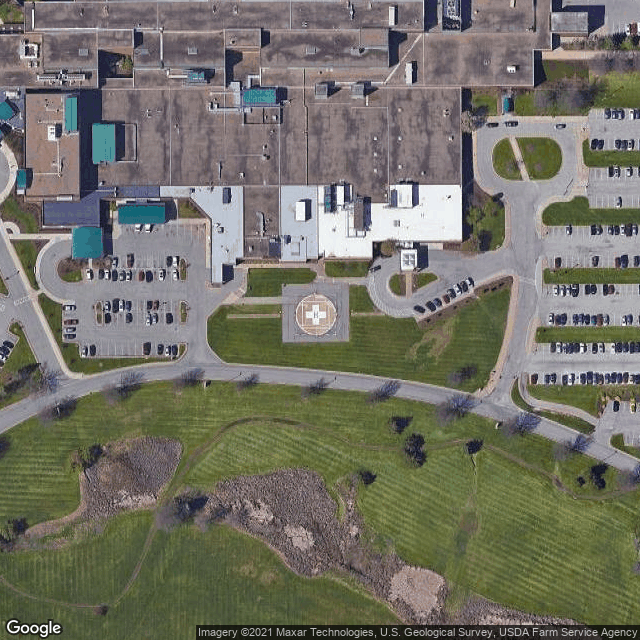 H
Google
Imagery ©2021 Maxar Technologies, U.S. Geological Survey, USDA Farm Service Agency